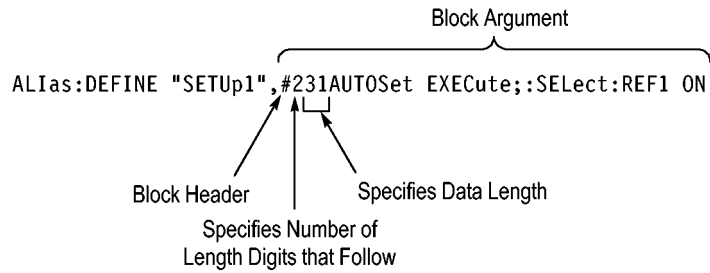 Block Argument
ALIas:DEFINE "SETUp1",#231AUTOSet EXECute;:SELect:REF1 ON
Block Header
Specifies Data Length
Specifies Number of
Length Digits that Follow